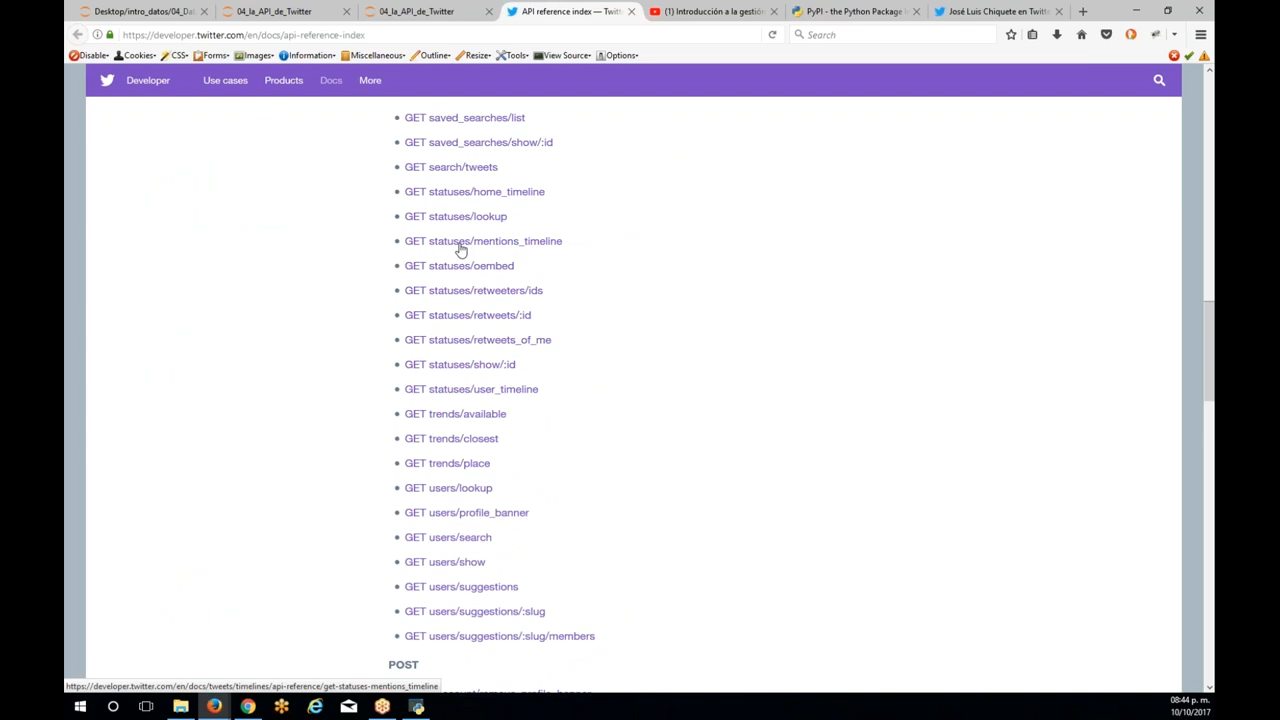 Desktop/intro_datos/04_Da
04_la_API_de_Twitter
04_la_API_de_Twitter
API reference index — Twitt
(1) Introducción a la gestión
PyPI - the Python Package I
José Luis Chiquete en Twitt
https://developer.twitter.com/en/docs/api-reference-index
Search
Disable
Cookies
CSS
Forms
Images
Information
Miscellaneous
Outline
Resize
Tools
View Source
Options
Developer
Use cases
Products
Docs
More
GET saved_searches/list
GET saved_searches/show/:id
GET search/tweets
GET statuses/home_timeline
GET statuses/lookup
GET statuses/mentions_timeline
GET statuses/oembed
GET statuses/retweeters/ids
GET statuses/retweets/:id
GET statuses/retweets_of_me
GET statuses/show/:id
GET statuses/user_timeline
GET trends/available
GET trends/closest
GET trends/place
GET users/lookup
GET users/profile_banner
GET users/search
GET users/show
GET users/suggestions
GET users/suggestions/:slug
GET users/suggestions/:slug/members
POST
https://developer.twitter.com/en/docs/tweets/timelines/api-reference/get-statuses-mentions_timeline
08:44 p. m.
10/10/2017